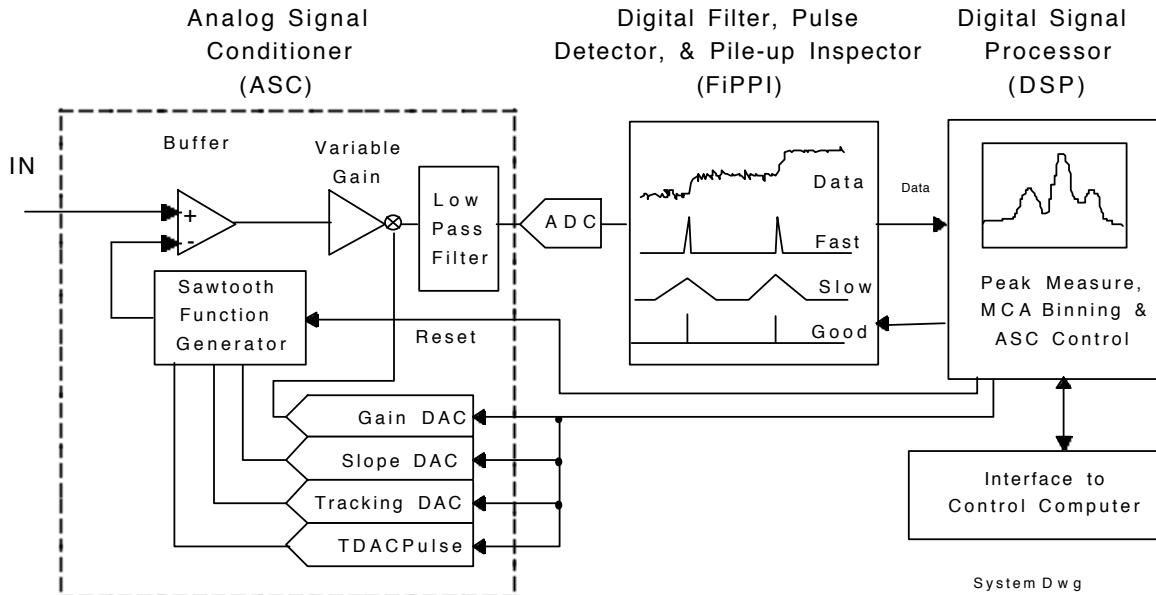 Analog Signal
Conditioner
(ASC)
Digital Filter, Pulse
Detector, & Pile-up Inspector
(FiPPI)
Digital Signal
Processor
(DSP)
IN
Buffer
Variable
Gain
+
-
Low
Pass
Filter
ADC
Data
Fast
Slow
Good
Data
Peak Measure,
MCA Binning &
ASC Control
Sawtooth
Function
Generator
Reset
Gain DAC
Slope DAC
Tracking DAC
TDACPulse
Interface to
Control Computer
System Dwg